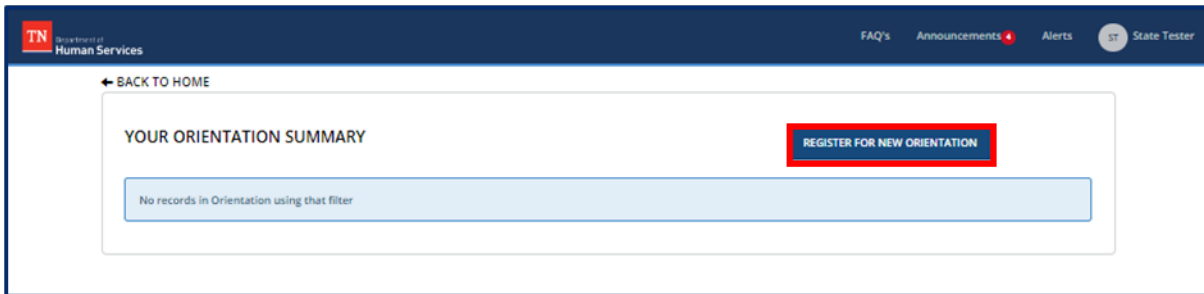 TN
Department of
Human Services
FAQ's
Announcements 4
Alerts
ST
State Tester
← BACK TO HOME
YOUR ORIENTATION SUMMARY
REGISTER FOR NEW ORIENTATION
No records in Orientation using that filter